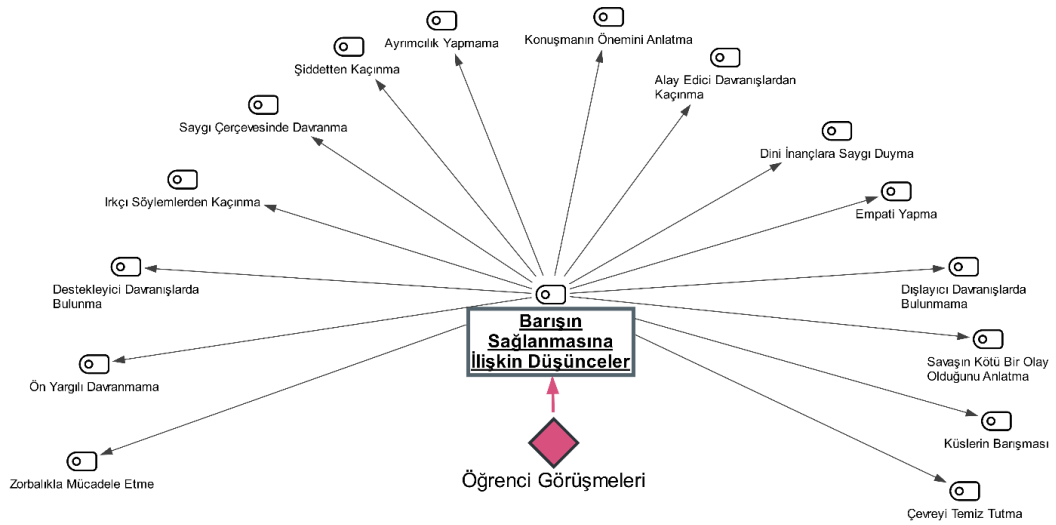 Ayrımcılık Yapmama
Konuşmanın Önemini Anlatma
Şiddetten Kaçınma
Alay Edici Davranışlardan
Kaçınma
Saygı Çerçevesinde Davranma
Dini İnançlara Saygı Duyma
Irkçı Söylemlerden Kaçınma
Empati Yapma
Destekleyici Davranışlarda
Bulunma
Dışlayıcı Davranışlarda
Bulunmama
Barışın
Sağlanmasına
İlişkin Düşünceler
Ön Yargılı Davranmama
Savaşın Kötü Bir Olay
Olduğunu Anlatma
Küslerin Barışması
Zorbalıkla Mücadele Etme
Öğrenci Görüşmeleri
Çevreyi Temiz Tutma